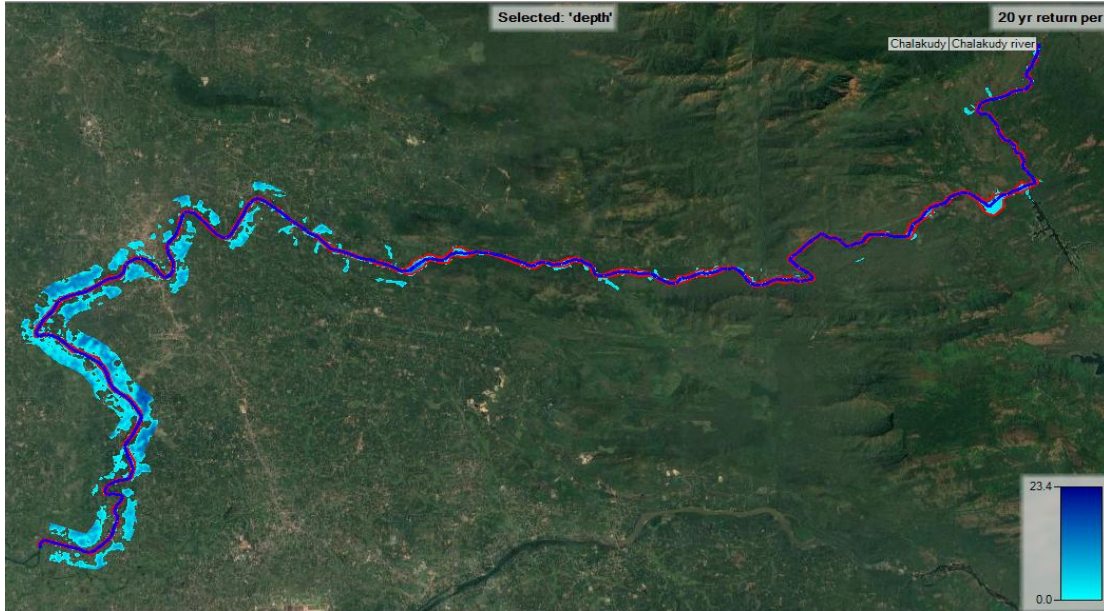 Selected: 'depth'
20 yr return per
Chalakudy Chalakudy river
23.4
0.0